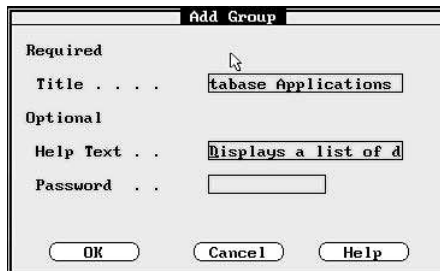 Add Group
Required
Title . . . . tabase Applications
Optional
Help Text . . Displays a list of d
Password . .
OK Cancel Help